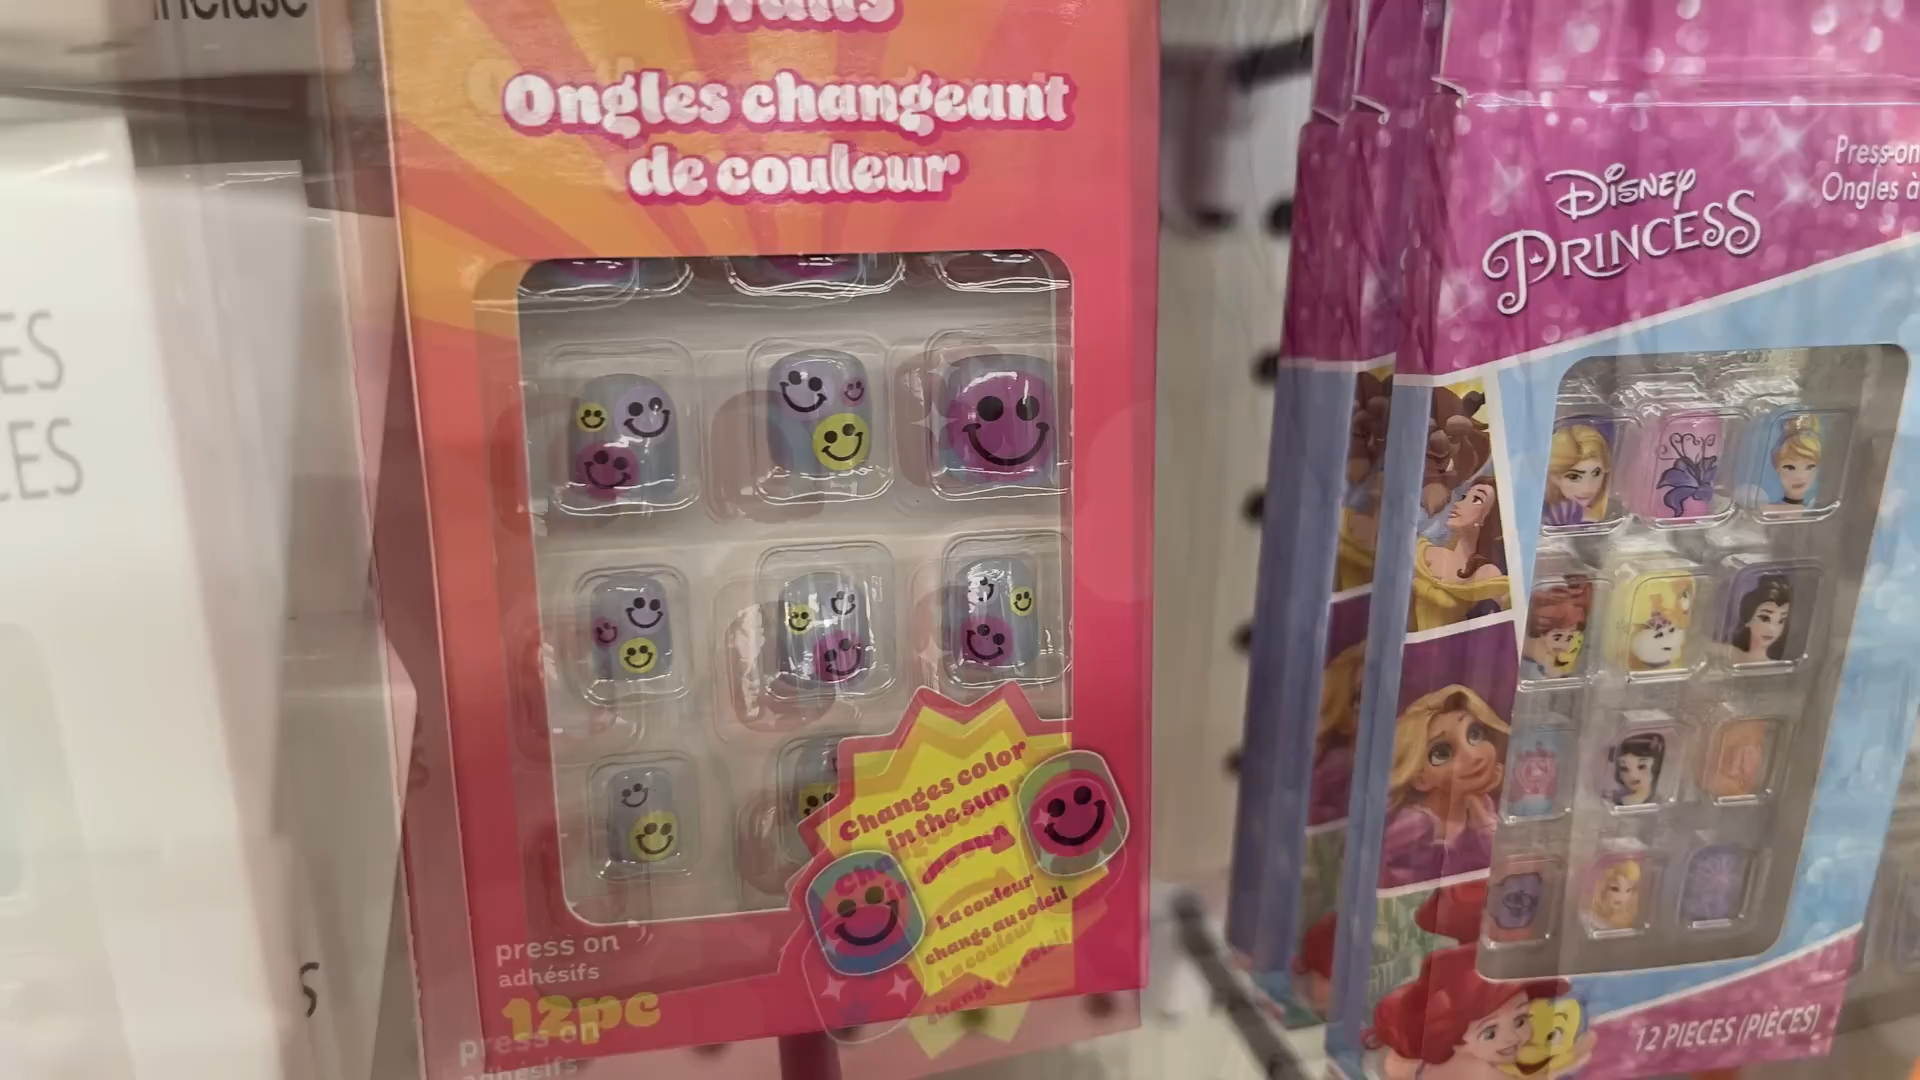 Ongles changeant
de couleur
Changes color
in the sun
La couleur
change au soleil
press on
adhésifs
12pc
DISNEY
PRINCESS
Press-on
Ongles à
12 PIECES (PIÈCES)